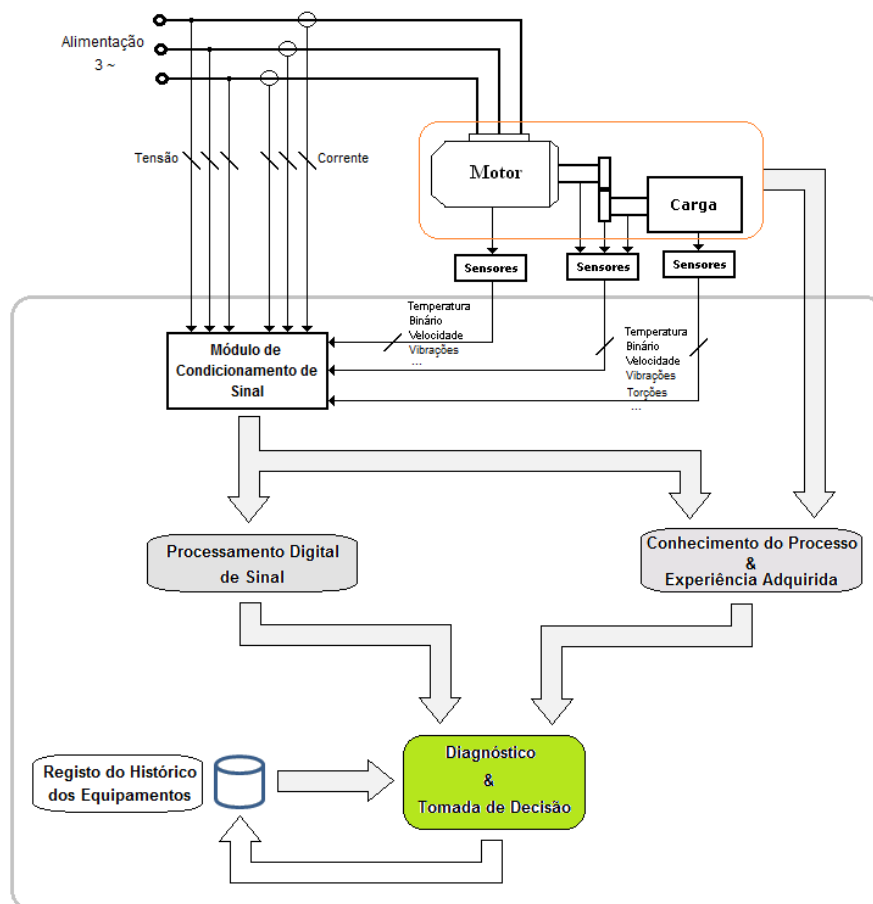 Alimentação
3 ~
Tensão
Corrente
Motor
Carga
Sensores
Sensores
Sensores
Temperatura
Binário
Velocidade
Vibrações
...
Temperatura
Binário
Velocidade
Vibrações
Torções
...
Módulo de
Condicionamento de
Sinal
Processamento Digital
de Sinal
Conhecimento do Processo
&
Experiência Adquirida
Registo do Histórico
dos Equipamentos
Diagnóstico
&
Tomada de Decisão